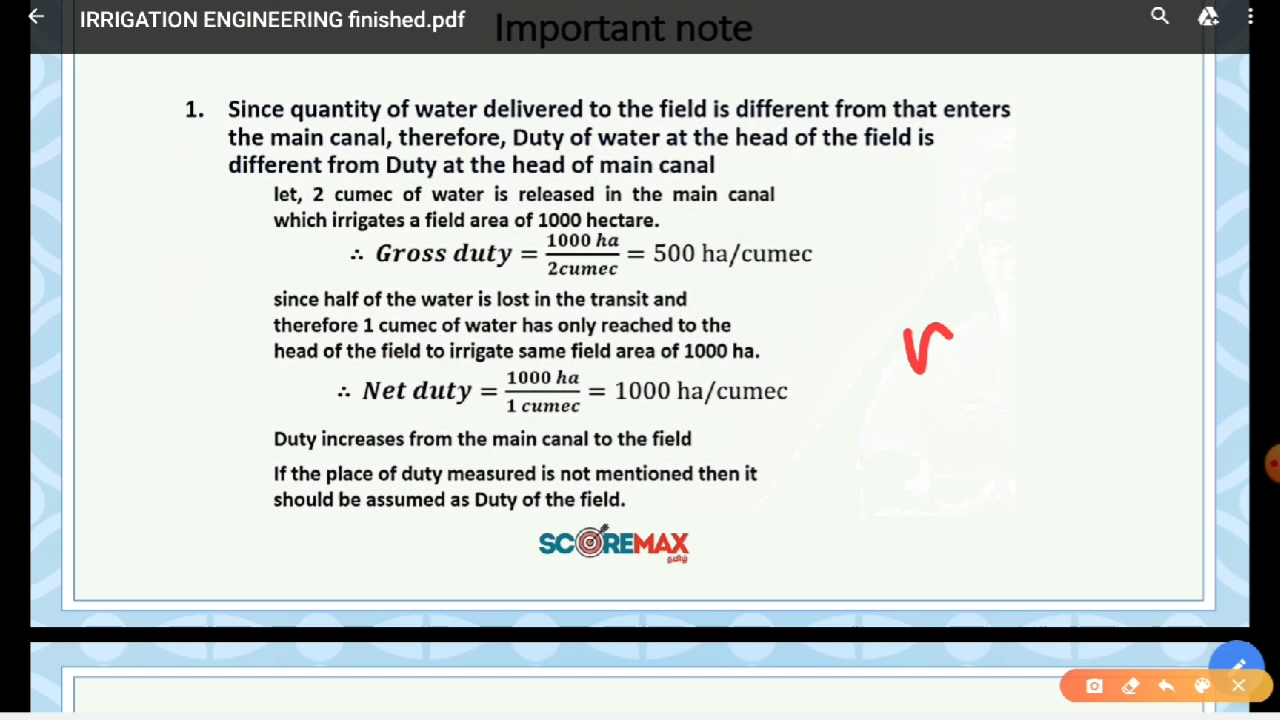 IRRIGATION ENGINEERING finished.pdf
Important note
1. Since quantity of water delivered to the field is different from that enters
the main canal, therefore, Duty of water at the head of the field is
different from Duty at the head of main canal
let, 2 cumec of water is released in the main canal
which irrigates a field area of 1000 hectare.
∴ Gross duty = 1000 ha / 2cumec = 500 ha/cumec
since half of the water is lost in the transit and
therefore 1 cumec of water has only reached to the
head of the field to irrigate same field area of 1000 ha.
∴ Net duty = 1000 ha / 1 cumec = 1000 ha/cumec
Duty increases from the main canal to the field
If the place of duty measured is not mentioned then it
should be assumed as Duty of the field.
SCOREMAX
தமிழ்